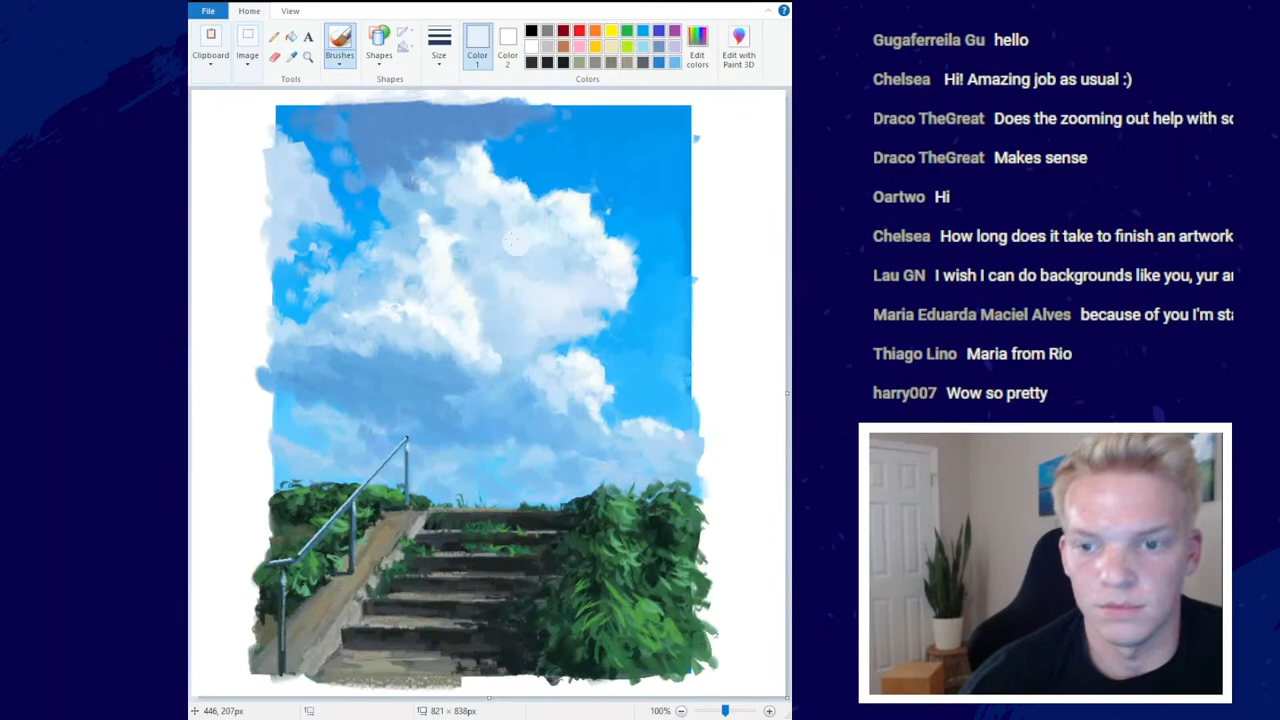 File
Home
View
Clipboard
Image
A
Tools
Brushes
Shapes
Shapes
Size
Color 1
Color 2
Edit colors
Edit with Paint 3D
Colors
446, 207px
821 × 838px
100%
Gugaferreila Gu hello
Chelsea Hi! Amazing job as usual :)
Draco TheGreat Does the zooming out help with
Draco TheGreat Makes sense
Oartwo Hi
Chelsea How long does it take to finish an artwork
Lau GN I wish I can do backgrounds like you, yur
Maria Eduarda Maciel Alves because of you I'm
Thiago Lino Maria from Rio
harry007 Wow so pretty